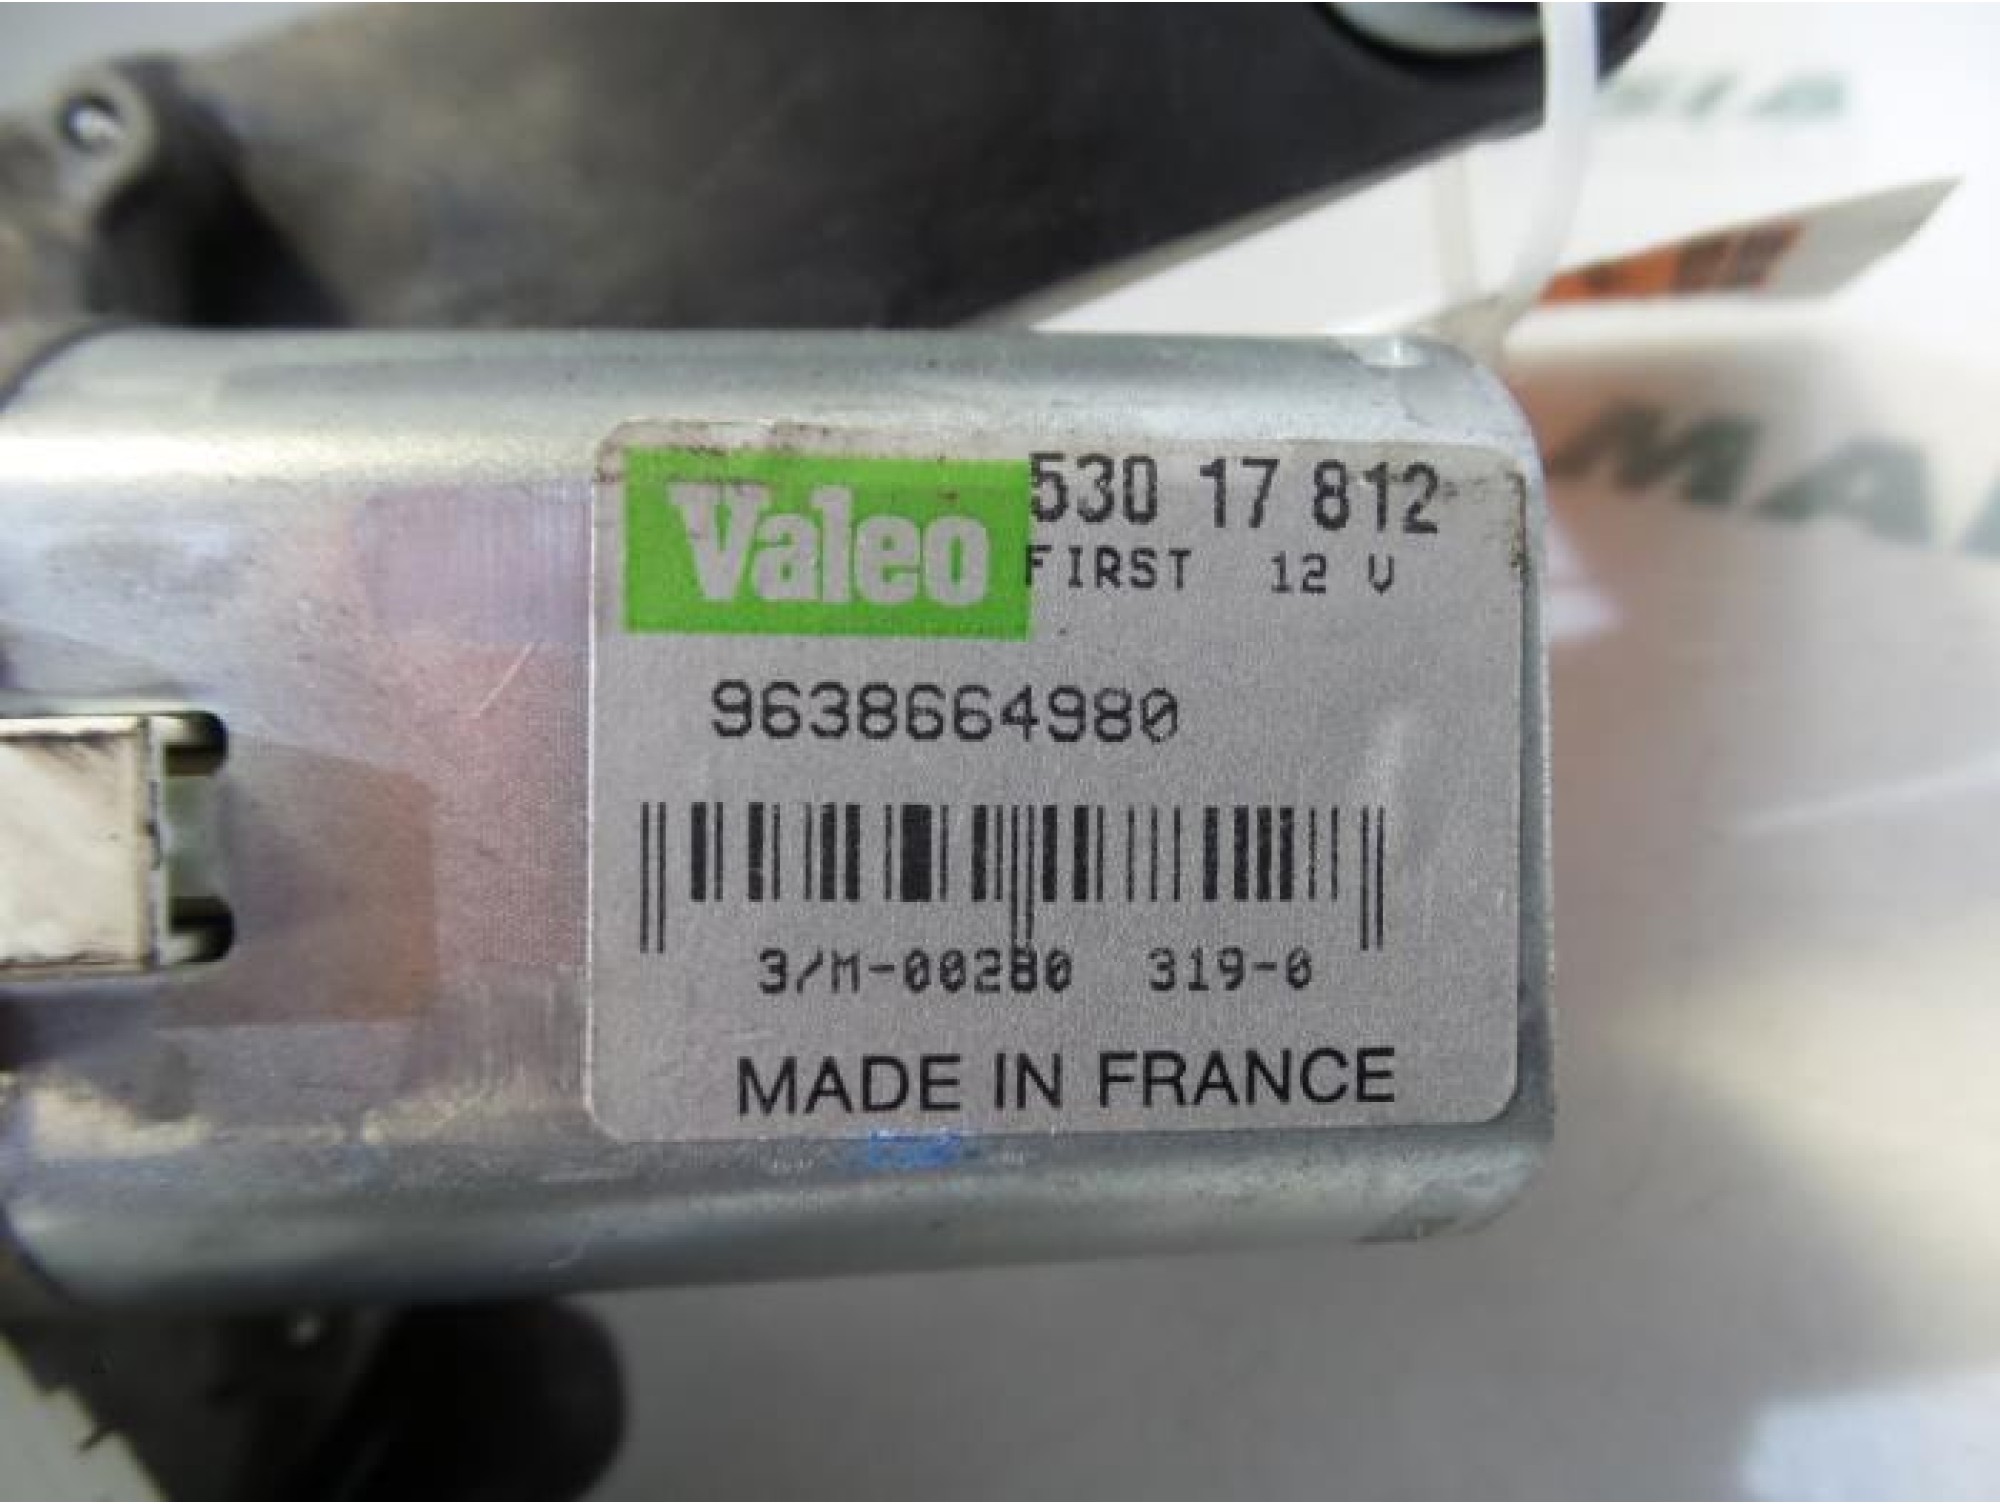 Valeo 530 17 812
FIRST 12 V
9638664980
3/M-00280 319-0
MADE IN FRANCE